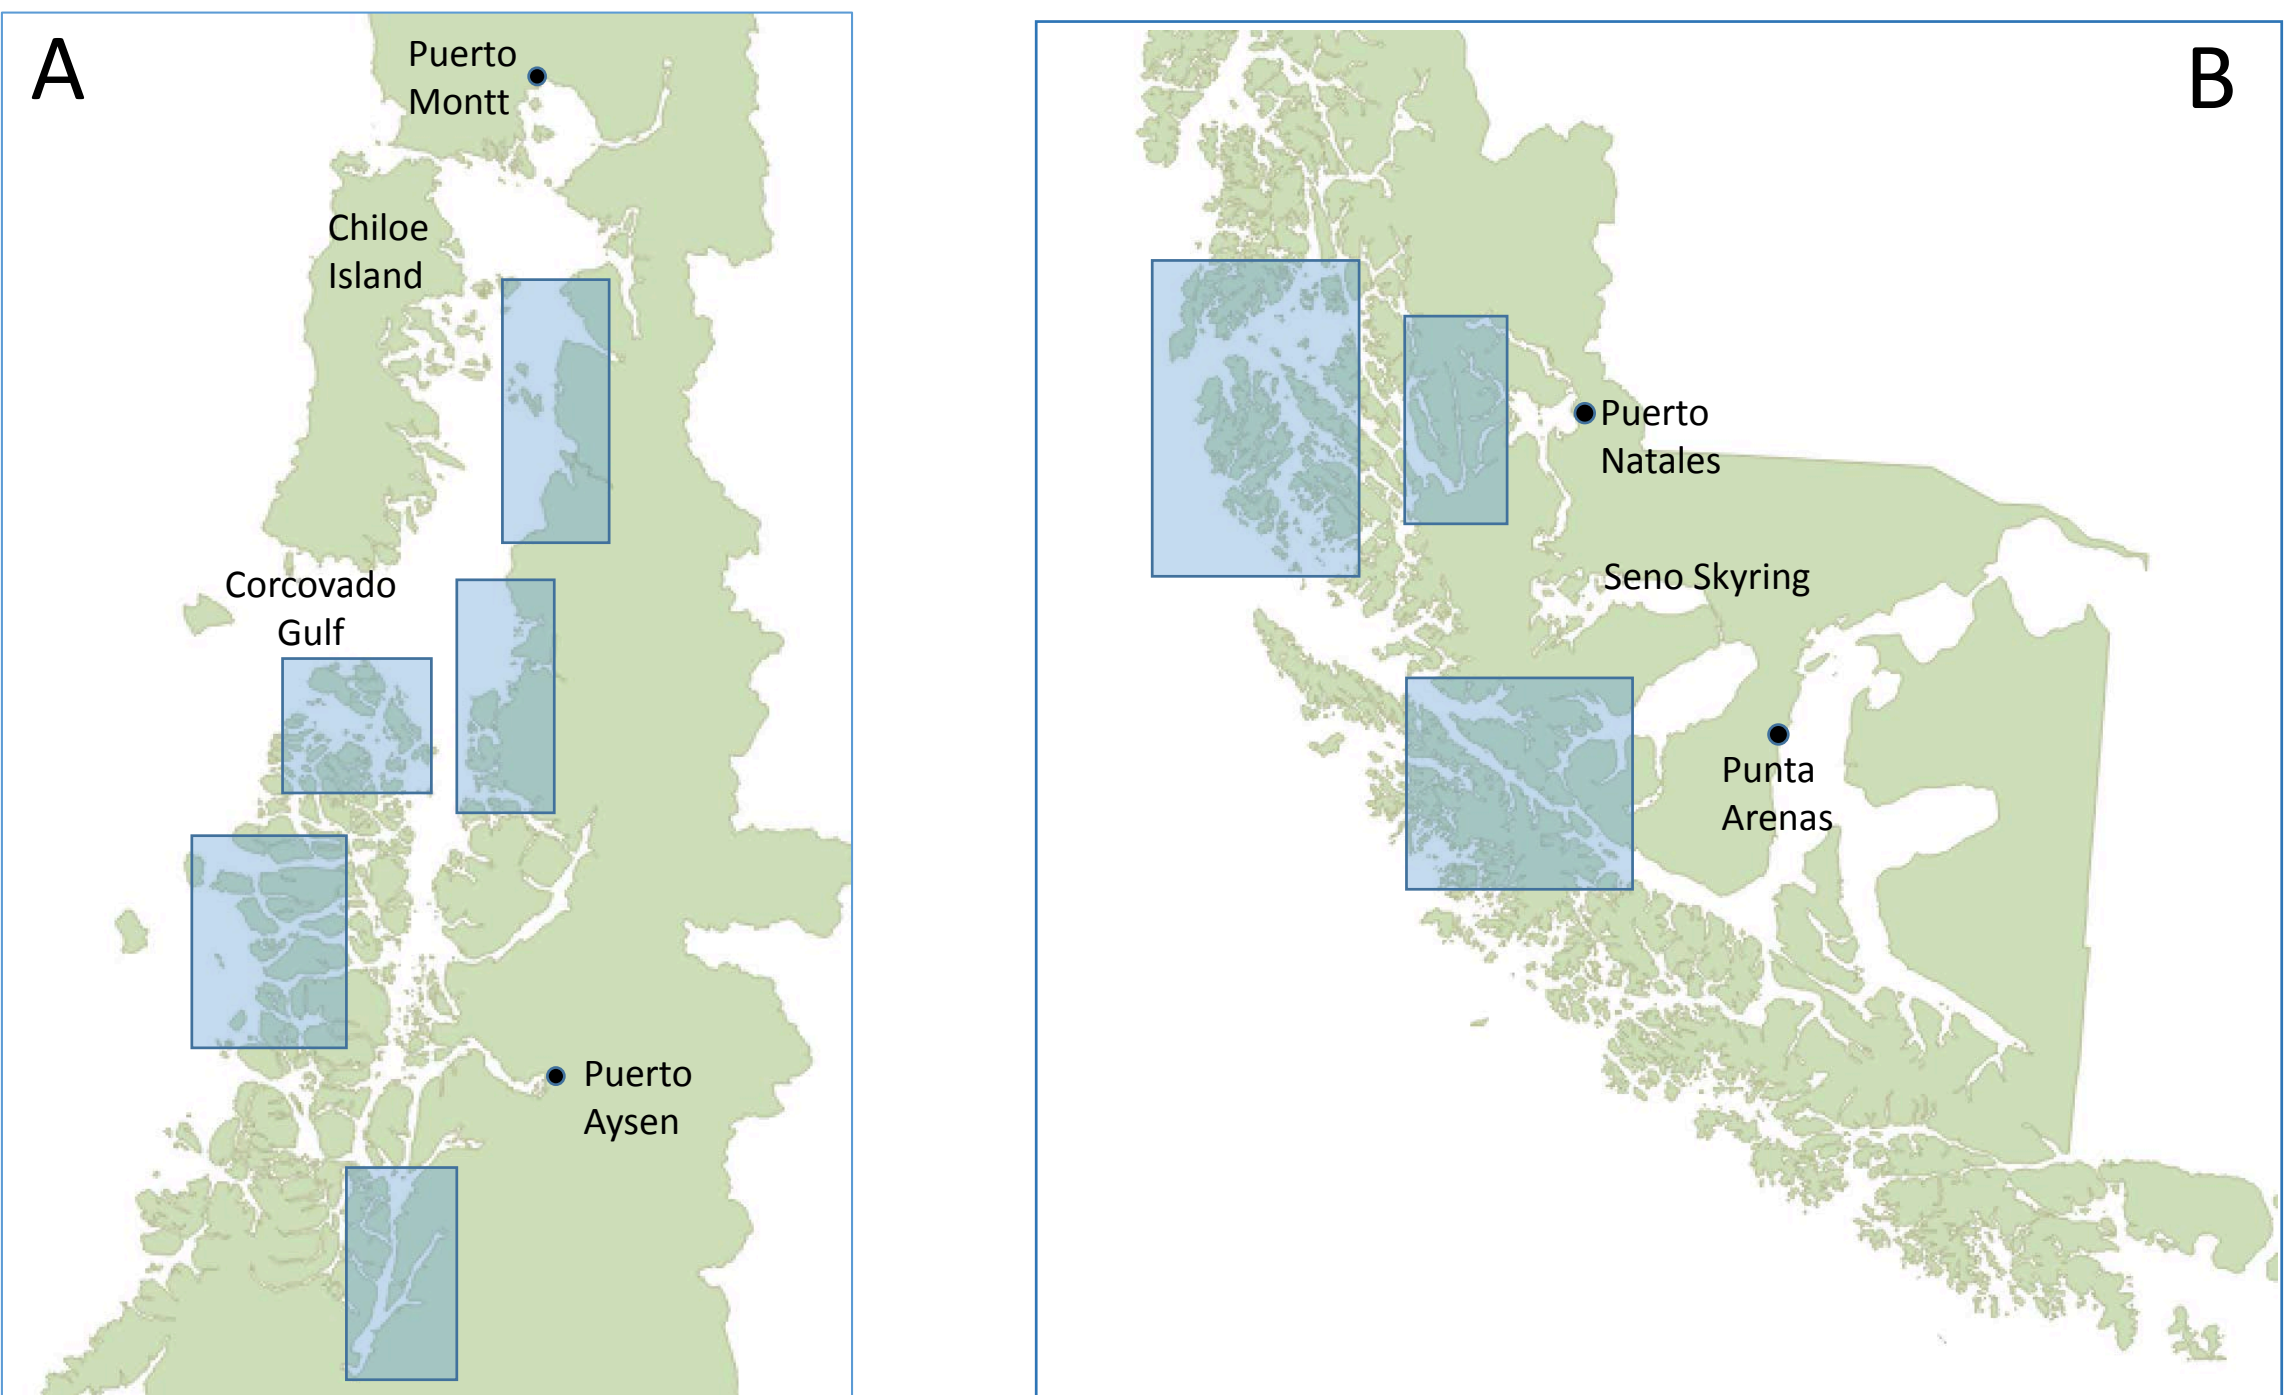 A
Puerto
Montt
Chiloe
Island
Corcovado
Gulf
Puerto
Aysen
B
Puerto
Natales
Seno Skyring
Punta
Arenas